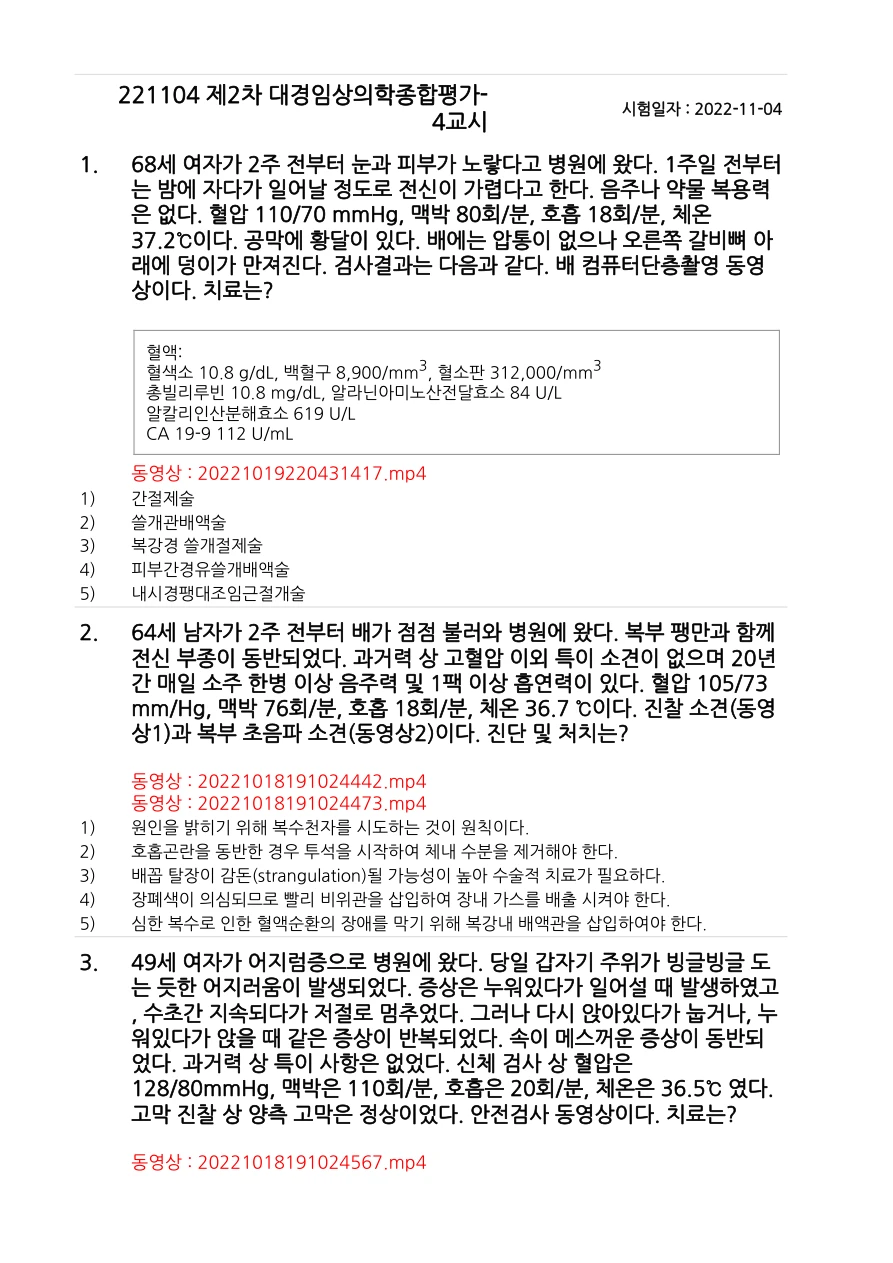 221104 제2차 대경임상의학종합평가-
4교시
시험일자 : 2022-11-04
1. 68세 여자가 2주 전부터 눈과 피부가 노랗다고 병원에 왔다. 1주일 전부터
는 밤에 자다가 일어날 정도로 전신이 가렵다고 한다. 음주나 약물 복용력
은 없다. 혈압 110/70 mmHg, 맥박 80회/분, 호흡 18회/분, 체온
37.2℃이다. 공막에 황달이 있다. 배에는 압통이 없으나 오른쪽 갈비뼈 아
래에 덩이가 만져진다. 검사결과는 다음과 같다. 배 컴퓨터단층촬영 동영
상이다. 치료는?
혈액:
혈색소 10.8 g/dL, 백혈구 8,900/mm³, 혈소판 312,000/mm³
총빌리루빈 10.8 mg/dL, 알라닌아미노산전달효소 84 U/L
알칼리인산분해효소 619 U/L
CA 19-9 112 U/mL
동영상 : 20221019220431417.mp4
1) 간절제술
2) 쓸개관배액술
3) 복강경 쓸개절제술
4) 피부간경유쓸개배액술
5) 내시경팽대조임근절개술
2. 64세 남자가 2주 전부터 배가 점점 불러와 병원에 왔다. 복부 팽만과 함께
전신 부종이 동반되었다. 과거력 상 고혈압 이외 특이 소견이 없으며 20년
간 매일 소주 한병 이상 음주력 및 1팩 이상 흡연력이 있다. 혈압 105/73
mm/Hg, 맥박 76회/분, 호흡 18회/분, 체온 36.7 ℃이다. 진찰 소견(동영
상1)과 복부 초음파 소견(동영상2)이다. 진단 및 처치는?
동영상 : 20221018191024442.mp4
동영상 : 20221018191024473.mp4
1) 원인을 밝히기 위해 복수천자를 시도하는 것이 원칙이다.
2) 호흡곤란을 동반한 경우 투석을 시작하여 체내 수분을 제거해야 한다.
3) 배꼽 탈장이 감돈(strangulation)될 가능성이 높아 수술적 치료가 필요하다.
4) 장폐색이 의심되므로 빨리 비위관을 삽입하여 장내 가스를 배출 시켜야 한다.
5) 심한 복수로 인한 혈액순환의 장애를 막기 위해 복강내 배액관을 삽입하여야 한다.
3. 49세 여자가 어지럼증으로 병원에 왔다. 당일 갑자기 주위가 빙글빙글 도
는 듯한 어지러움이 발생되었다. 증상은 누워있다가 일어설 때 발생하였고
, 수초간 지속되다가 저절로 멈추었다. 그러나 다시 앉아있다가 눕거나, 누
워있다가 앉을 때 같은 증상이 반복되었다. 속이 메스꺼운 증상이 동반되
었다. 과거력 상 특이 사항은 없었다. 신체 검사 상 혈압은
128/80mmHg, 맥박은 110회/분, 호흡은 20회/분, 체온은 36.5℃ 였다.
고막 진찰 상 양측 고막은 정상이었다. 안전검사 동영상이다. 치료는?
동영상 : 20221018191024567.mp4